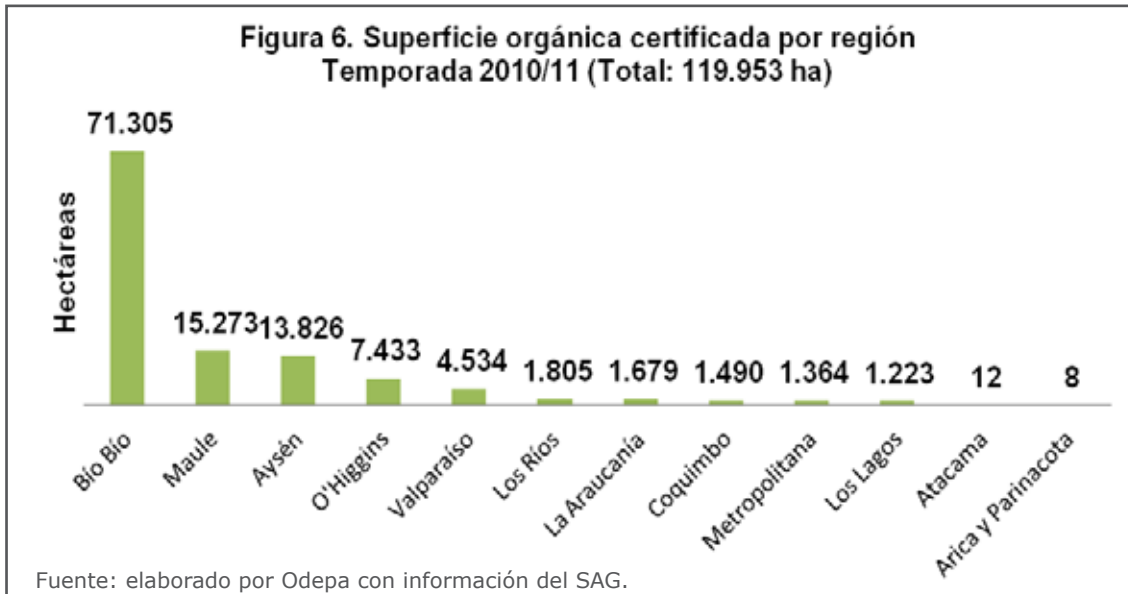 Figura 6. Superficie orgánica certificada por región
Temporada 2010/11 (Total: 119.953 ha)
Hectáreas
71.305
15.273
13.826
7.433
4.534
1.805
1.679
1.490
1.364
1.223
12
8
Bío Bío
Maule
Aysén
O'Higgins
Valparaíso
Los Ríos
La Araucanía
Coquimbo
Metropolitana
Los Lagos
Atacama
Arica y Parinacota
Fuente: elaborado por Odepa con información del SAG.